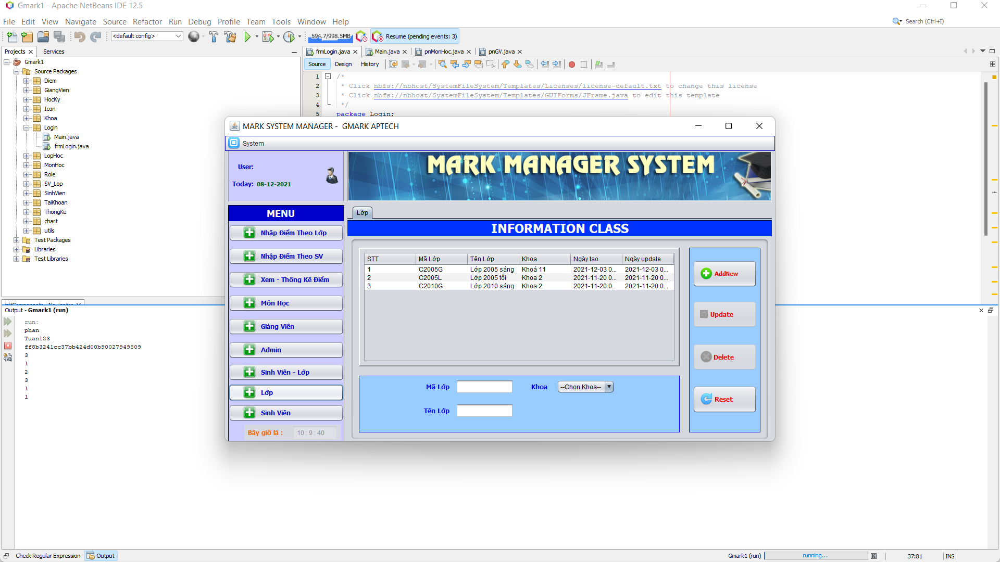 Gmark1 - Apache NetBeans IDE 12.5
File Edit View Navigate Source Refactor Run Debug Profile Team Tools Window Help
Search (Ctrl+I)
<default config>
594.7/998.5MB
Resume (pending events: 3)
Projects
Services
frmLogin.java
Main.java
pnMonHoc.java
pnGV.java
Source
Design
History
Gmark1
Source Packages
Diem
GiangVien
HocKy
Icon
Khoa
Login
Main.java
frmLogin.java
LopHoc
MonHoc
Role
SV_Lop
SinhVien
TaiKhoan
ThongKe
chart
utils
Test Packages
Libraries
Test Libraries
1 /*
2 * Click nbfs://nbhost/SystemFileSystem/Templates/Licenses/license-default.txt to change this license
3 * Click nbfs://nbhost/SystemFileSystem/Templates/GUIForms/JFrame.java to edit this template
4 */
5 package Login;
MARK SYSTEM MANAGER - GMARK APTECH
System
User:
Today: 08-12-2021
MARK MANAGER SYSTEM
MENU
Nhập Điểm Theo Lớp
Nhập Điểm Theo SV
Xem - Thống Kê Điểm
Môn Học
Giảng Viên
Admin
Sinh Viên - Lớp
Lớp
Sinh Viên
Bây giờ là : 10 : 9 : 40
Lớp
INFORMATION CLASS
STT Mã Lớp Tên Lớp Khoa Ngày tạo Ngày update
1 C2005G Lớp 2005 sáng Khoá 11 2021-12-03 0... 2021-12-03 0...
2 C2005L Lớp 2005 tối Khoa 2 2021-11-20 0... 2021-11-20 0...
3 C2010G Lớp 2010 sáng Khoa 2 2021-11-20 0... 2021-11-20 0...
Mã Lớp
Khoa --Chọn Khoa--
Tên Lớp
AddNew
Update
Delete
Reset
initComponents - Navigator
Output - Gmark1 (run)
run:
phan
Tuan123
ff8b3241cc37bb424d00b90027949809
3
1
2
3
1
1
Check Regular Expression
Output
Gmark1 (run)
running...
37:81
INS